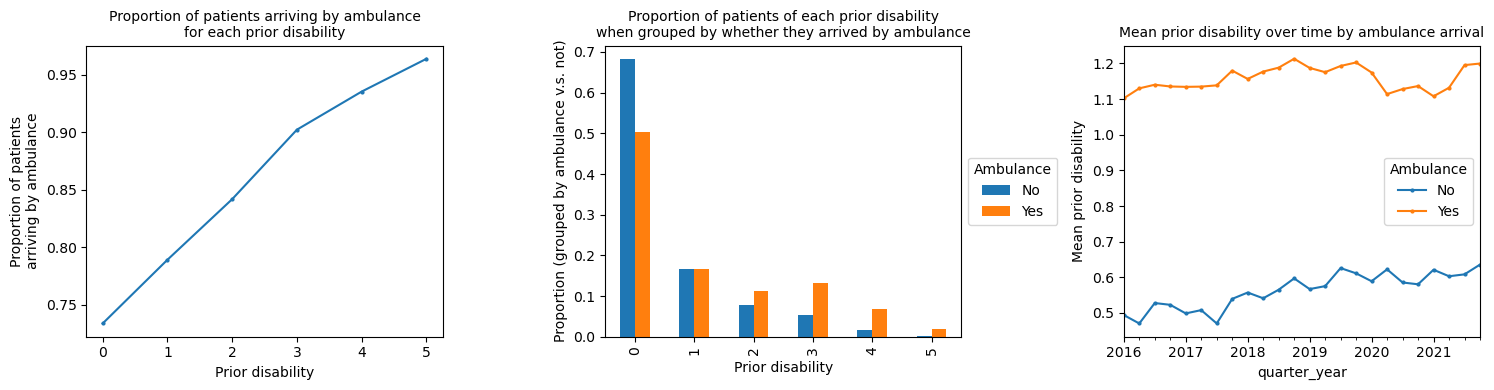 Proportion of patients arriving by ambulance
for each prior disability
Proportion of patients
arriving by ambulance
0.95
0.90
0.85
0.80
0.75
0 1 2 3 4 5
Prior disability
Proportion of patients of each prior disability
when grouped by whether they arrived by ambulance
Proportion (grouped by ambulance v.s. not)
0.7
0.6
0.5
0.4
0.3
0.2
0.1
0.0
0 1 2 3 4 5
Prior disability
Ambulance
No
Yes
Mean prior disability over time by ambulance arrival
Mean prior disability
1.2
1.1
1.0
0.9
0.8
0.7
0.6
0.5
2016 2017 2018 2019 2020 2021
quarter_year
Ambulance
No
Yes